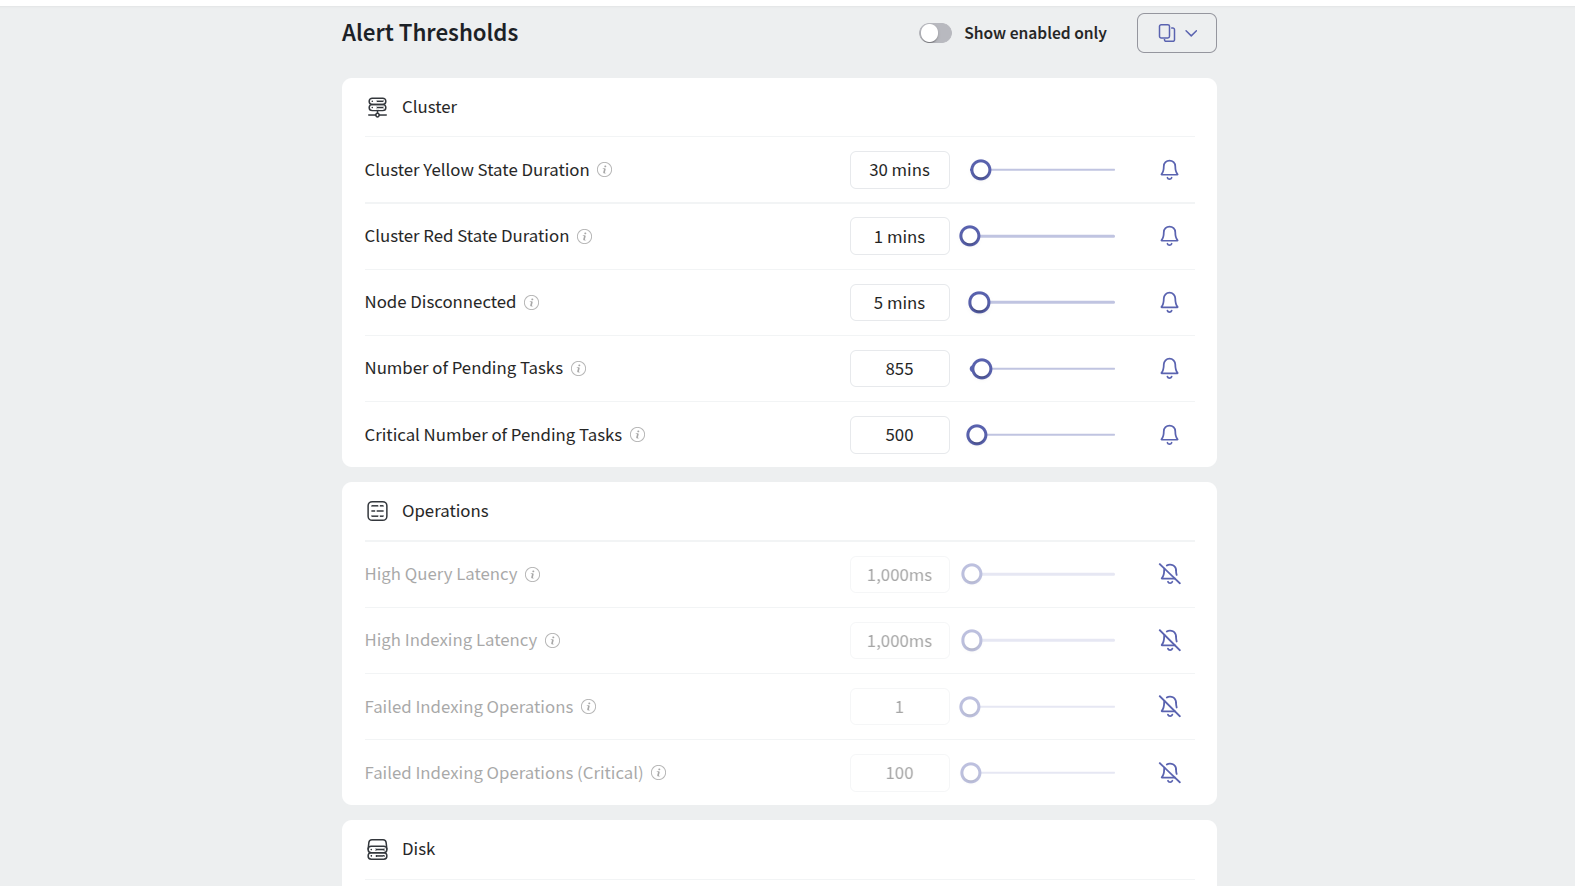 Alert Thresholds
Show enabled only
Cluster
Cluster Yellow State Duration
30 mins
Cluster Red State Duration
1 mins
Node Disconnected
5 mins
Number of Pending Tasks
855
Critical Number of Pending Tasks
500
Operations
High Query Latency
1,000ms
High Indexing Latency
1,000ms
Failed Indexing Operations
1
Failed Indexing Operations (Critical)
100
Disk